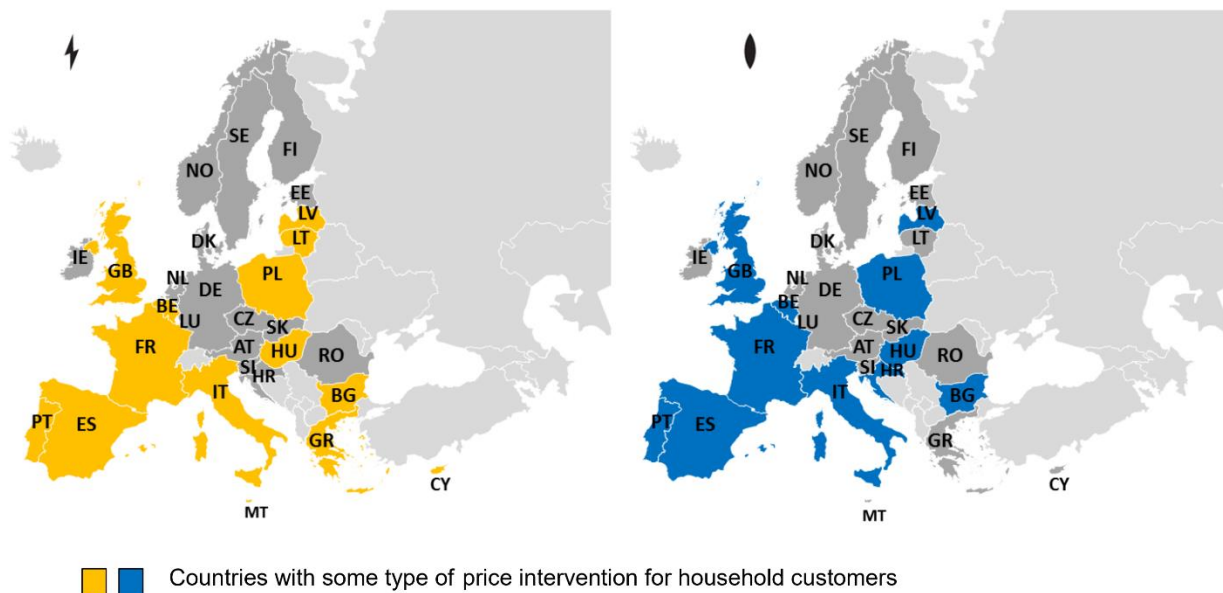 SE
FI
NO
EE
LV
LT
DK
IE
GB
NL
DE
PL
BE
LU
CZ
SK
FR
AT
HU
RO
SI
HR
IT
BG
PT
ES
GR
CY
MT
SE
FI
NO
EE
LV
LT
DK
IE
GB
NL
DE
PL
BE
LU
CZ
SK
FR
AT
HU
RO
SI
HR
IT
BG
PT
ES
GR
CY
MT
Countries with some type of price intervention for household customers